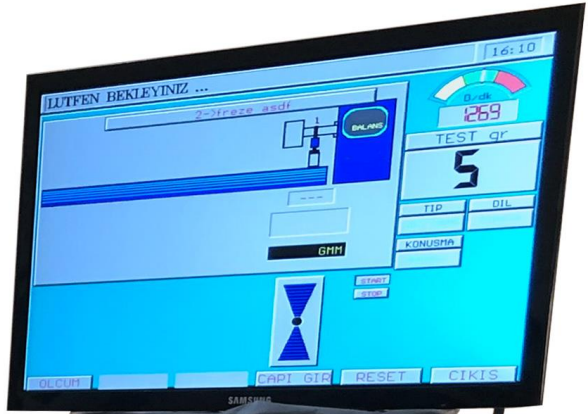 16:10
LUTFEN BEKLEYINIZ ...
2->freze asdf
1
BALANS
D/dk
1269
TEST gr
5
TIP
DIL
KONUSMA
---
GMM
START
STOP
OLCUM
CAPI GIR
RESET
CIKIS
SAMSUNG